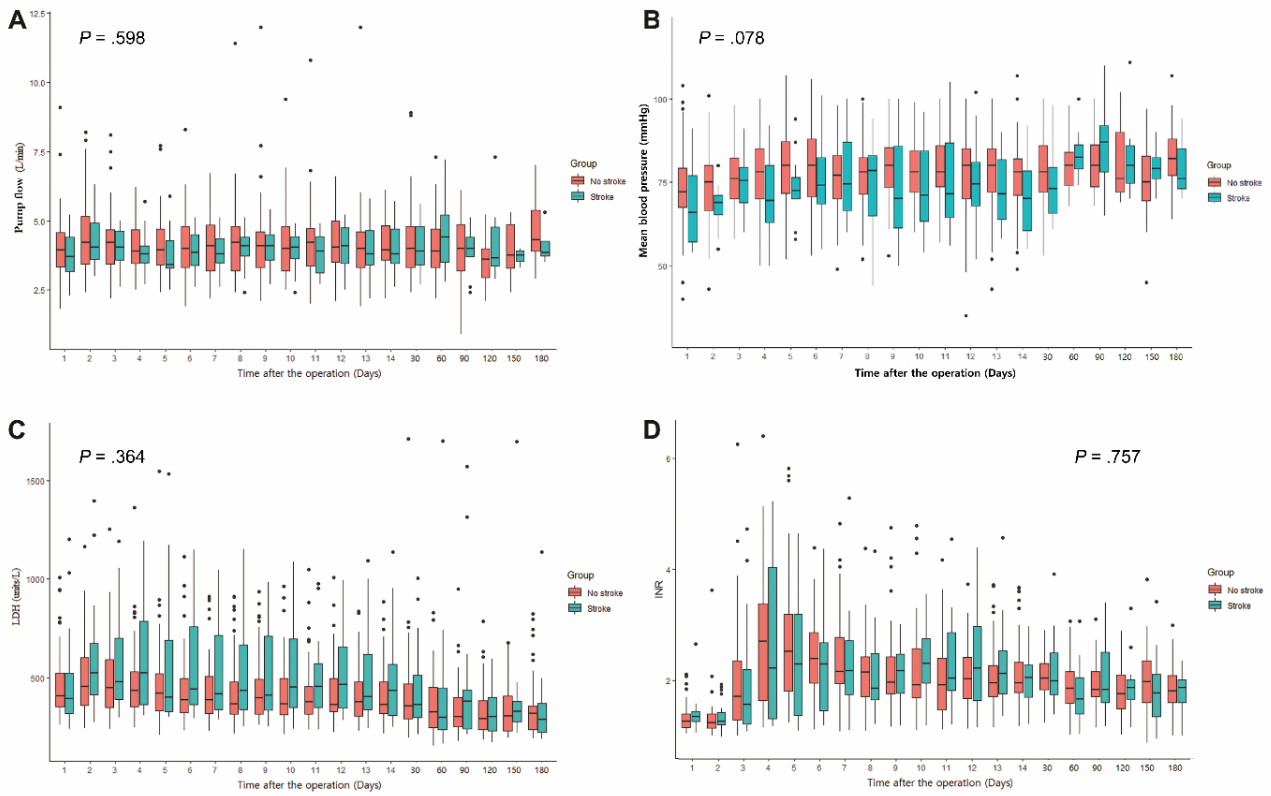 A
P = .598
12.5
10.0
7.5
5.0
2.5
Pump flow (L/min)
1 2 3 4 5 6 7 8 9 10 11 12 13 14 30 60 90 120 150 180
Time after the operation (Days)
Group
No stroke
Stroke
B
P = .078
100
75
50
Mean blood pressure (mmHg)
1 2 3 4 5 6 7 8 9 10 11 12 13 14 30 60 90 120 150 180
Time after the operation (Days)
Group
No stroke
Stroke
C
P = .364
1500
1000
500
LDH (units/L)
1 2 3 4 5 6 7 8 9 10 11 12 13 14 30 60 90 120 150 180
Time after the operation (Days)
Group
No stroke
Stroke
D
P = .757
6
4
2
INR
1 2 3 4 5 6 7 8 9 10 11 12 13 14 30 60 90 120 150 180
Time after the operation (Days)
Group
No stroke
Stroke